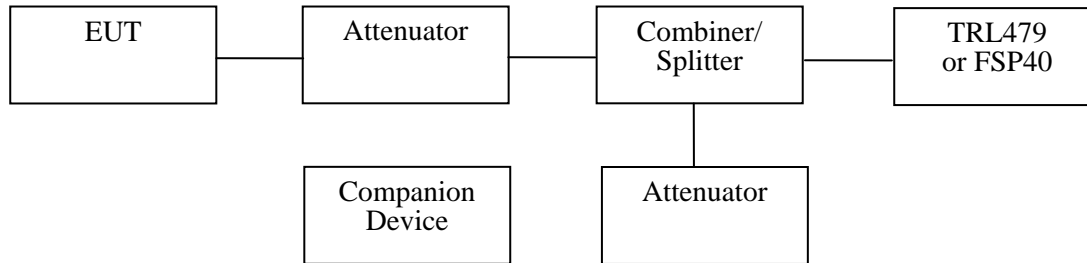 EUT
Attenuator
Combiner/
Splitter
TRL479
or FSP40
Companion
Device
Attenuator